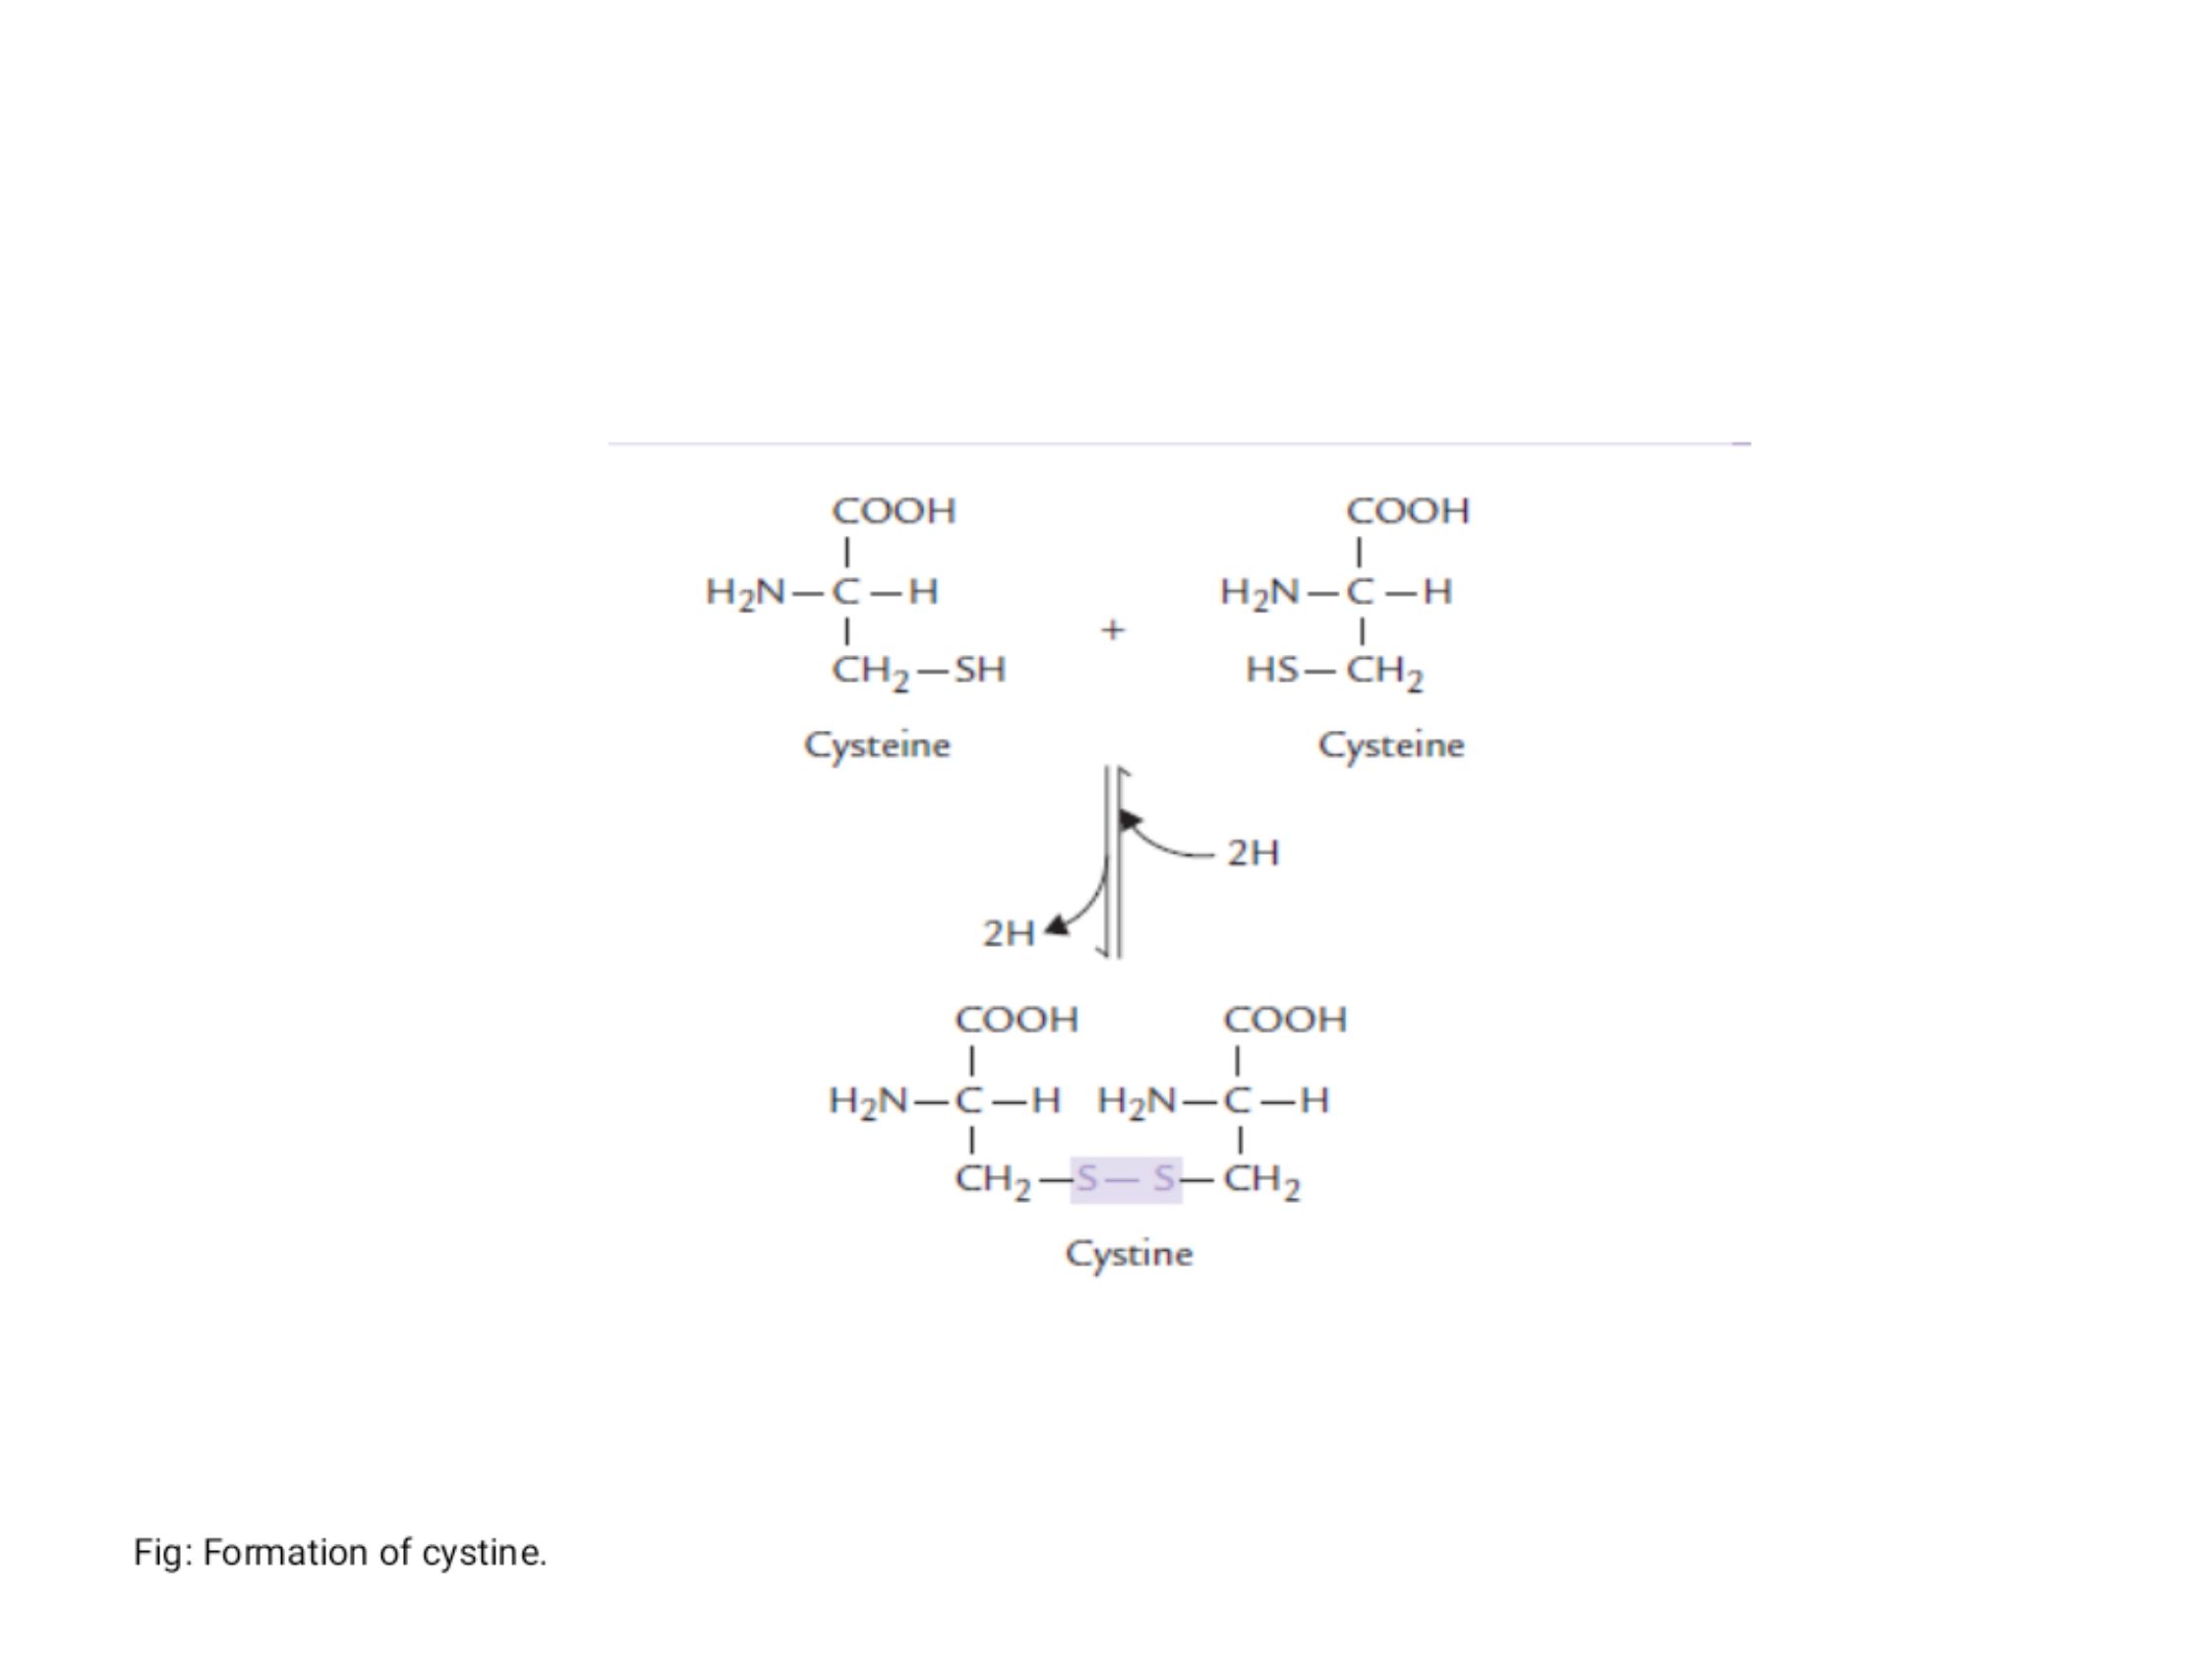 COOH COOH
H₂N—C—H H₂N—C—H
+
CH₂—SH HS—CH₂
Cysteine Cysteine
2H
2H
COOH COOH
H₂N—C—H H₂N—C—H
CH₂—S—S—CH₂
Cystine
Fig: Formation of cystine.